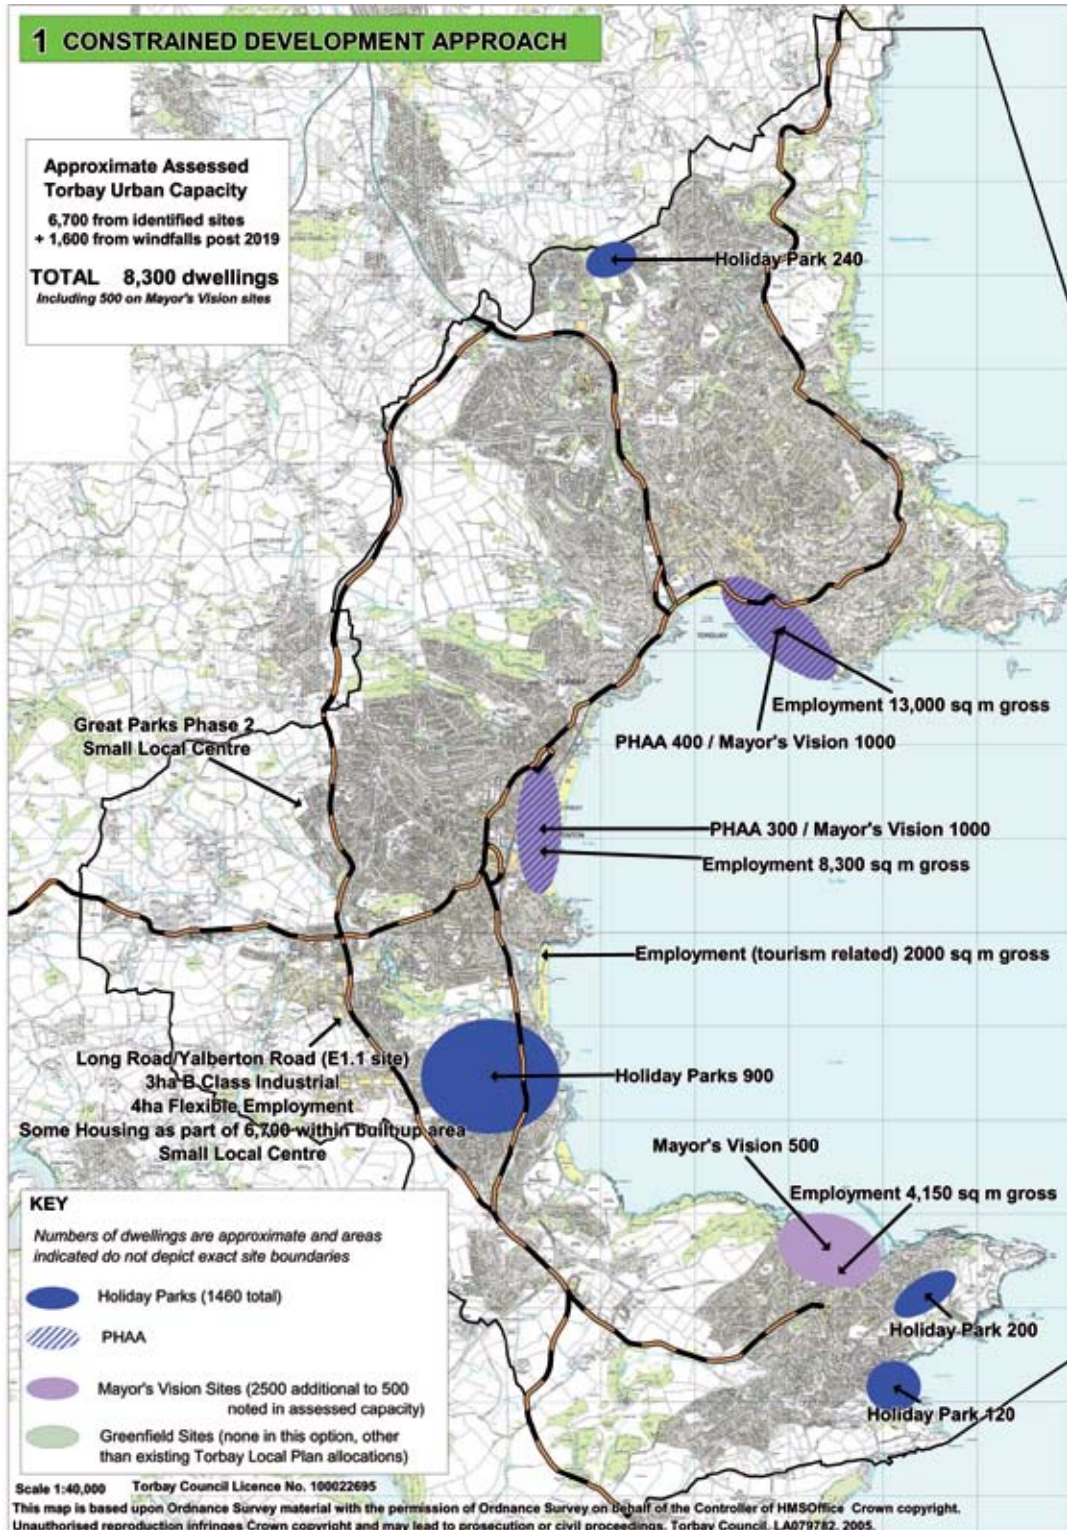 1 CONSTRAINED DEVELOPMENT APPROACH
Approximate Assessed
Torbay Urban Capacity
6,700 from identified sites
+ 1,600 from windfalls post 2019
TOTAL 8,300 dwellings
Including 500 on Mayor's Vision sites
Holiday Park 240
TORQUAY
Employment 13,000 sq m gross
PHAA 400 / Mayor's Vision 1000
Great Parks Phase 2
Small Local Centre
PHAA 300 / Mayor's Vision 1000
Employment 8,300 sq m gross
Employment (tourism related) 2000 sq m gross
Long Road/Yalberton Road (E1.1 site)
3ha B Class Industrial
4ha Flexible Employment
Some Housing as part of 6,700 within built up area
Small Local Centre
Holiday Parks 900
Mayor's Vision 500
Employment 4,150 sq m gross
Holiday Park 200
Holiday Park 120
KEY
Numbers of dwellings are approximate and areas
indicated do not depict exact site boundaries
Holiday Parks (1460 total)
PHAA
Mayor's Vision Sites (2500 additional to 500
noted in assessed capacity)
Greenfield Sites (none in this option, other
than existing Torbay Local Plan allocations)
Scale 1:40,000 Torbay Council Licence No. 100022695
This map is based upon Ordnance Survey material with the permission of Ordnance Survey on Behalf of the Controller of HMSOffice Crown copyright.
Unauthorised reproduction infringes Crown copyright and may lead to prosecution or civil proceedings. Torbay Council. LA079782. 2005.